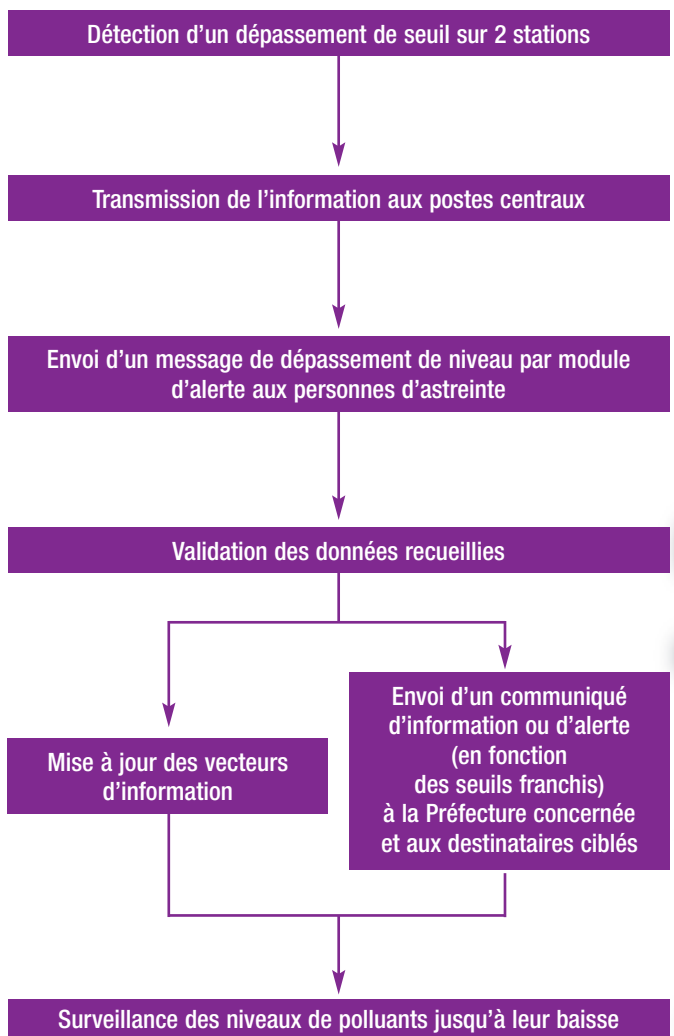 Détection d’un dépassement de seuil sur 2 stations
Transmission de l’information aux postes centraux
Envoi d’un message de dépassement de niveau par module
d’alerte aux personnes d’astreinte
Validation des données recueillies
Mise à jour des vecteurs
d’information
Envoi d’un communiqué
d’information ou d’alerte
(en fonction
des seuils franchis)
à la Préfecture concernée
et aux destinataires ciblés
Surveillance des niveaux de polluants jusqu’à leur baisse